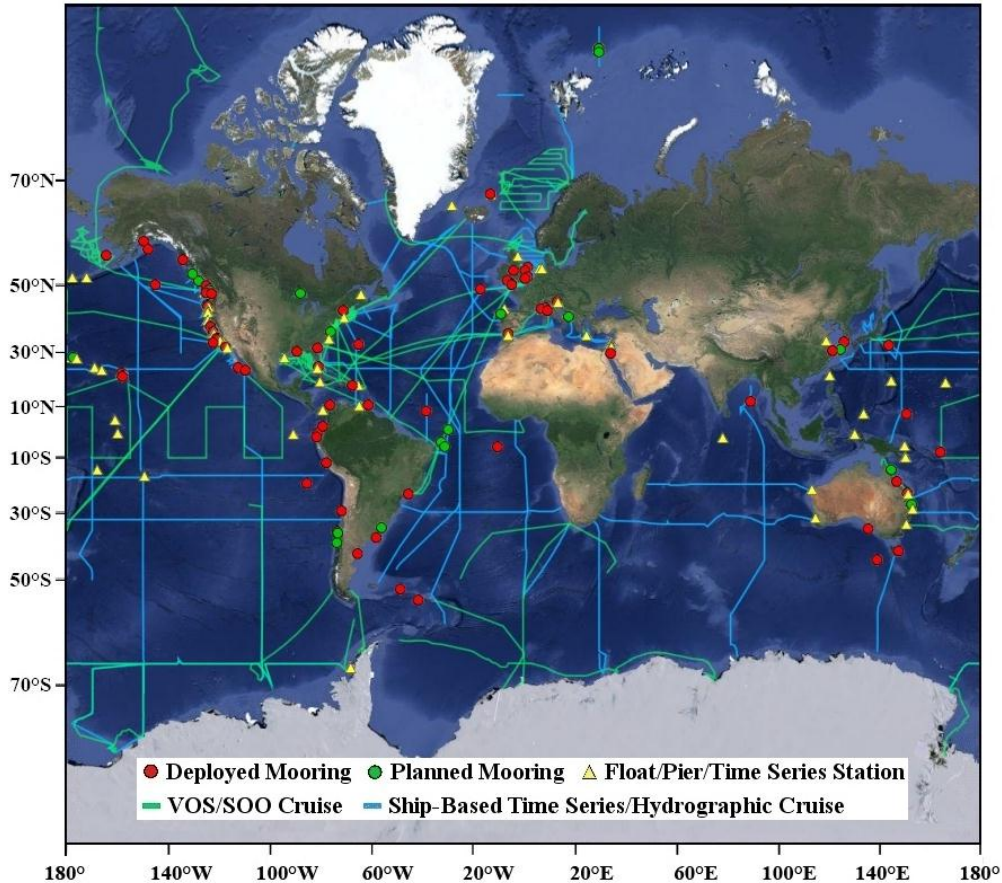 70°N
50°N
30°N
10°N
10°S
30°S
50°S
70°S
Deployed Mooring Planned Mooring Float/Pier/Time Series Station
VOS/SOO Cruise Ship-Based Time Series/Hydrographic Cruise
180° 140°W 100°W 60°W 20°W 20°E 60°E 100°E 140°E 180°